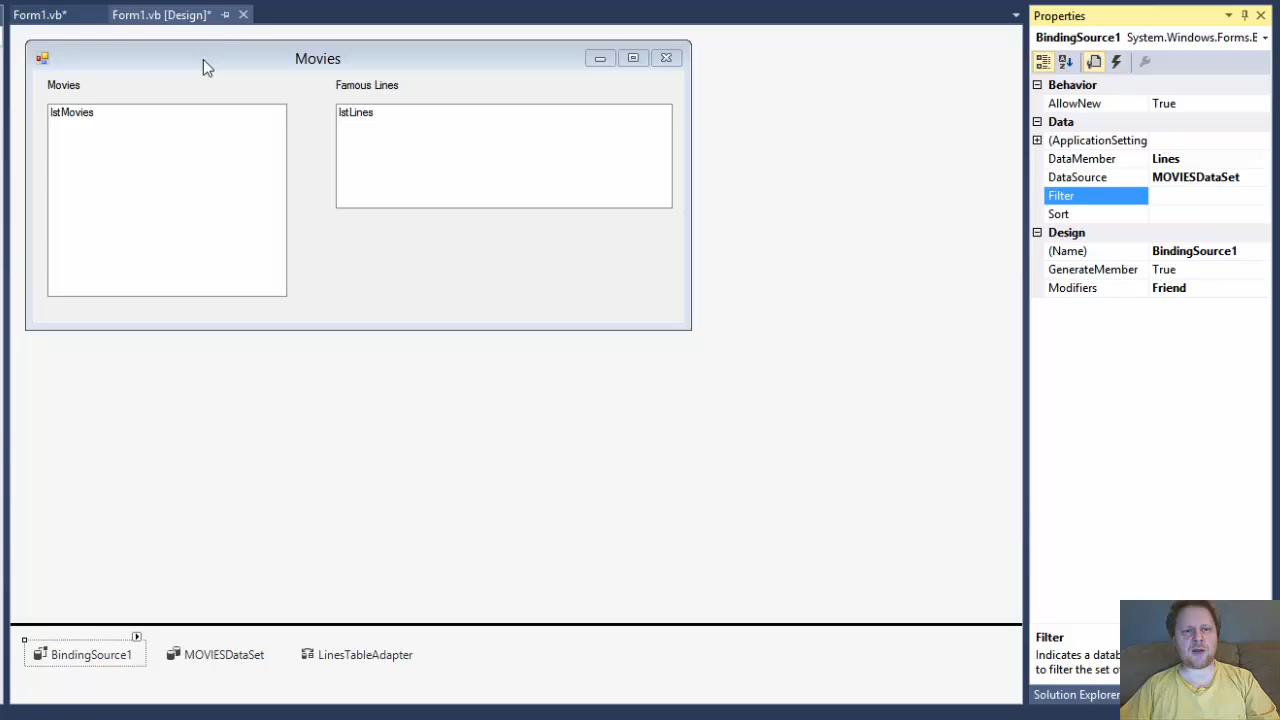 Form1.vb*
Form1.vb [Design]*
Movies
Movies
Famous Lines
lstMovies
lstLines
BindingSource1
MOVIESDataSet
LinesTableAdapter
Properties
BindingSource1 System.Windows.Forms.E
Behavior
AllowNew True
Data
(ApplicationSetting
DataMember Lines
DataSource MOVIESDataSet
Filter
Sort
Design
(Name) BindingSource1
GenerateMember True
Modifiers Friend
Filter
Indicates a datab
to filter the set o
Solution Explorer